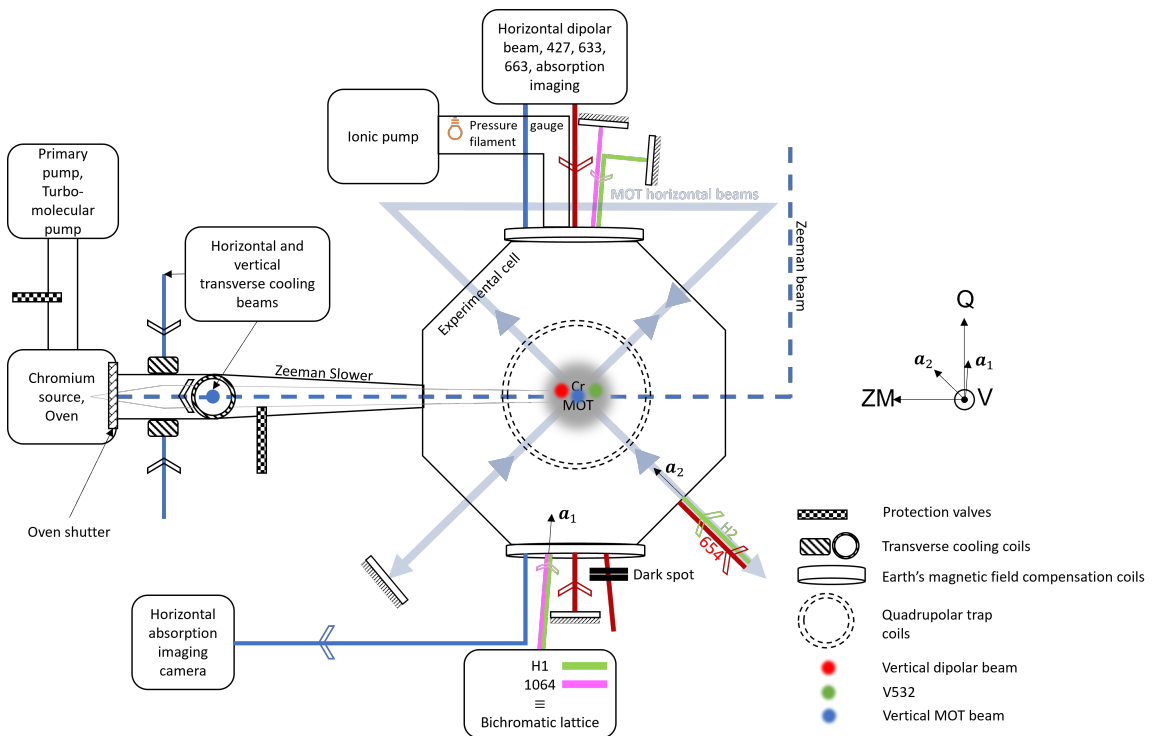 Horizontal dipolar
beam, 427, 633,
663, absorption
imaging
Ionic pump
Pressure gauge
filament
MOT horizontal beams
Primary
pump,
Turbo-
molecular
pump
Horizontal and
vertical
transverse cooling
beams
Experimental cell
Zeeman beam
Zeeman Slower
Chromium
source,
Oven
Cr
MOT
Q
a₂
a₁
ZM
V
a₂
Oven shutter
a₁
H2
654
Dark spot
Horizontal
absorption
imaging
camera
H1
1064
≡
Bichromatic lattice
Protection valves
Transverse cooling coils
Earth's magnetic field compensation coils
Quadrupolar trap
coils
Vertical dipolar beam
V532
Vertical MOT beam